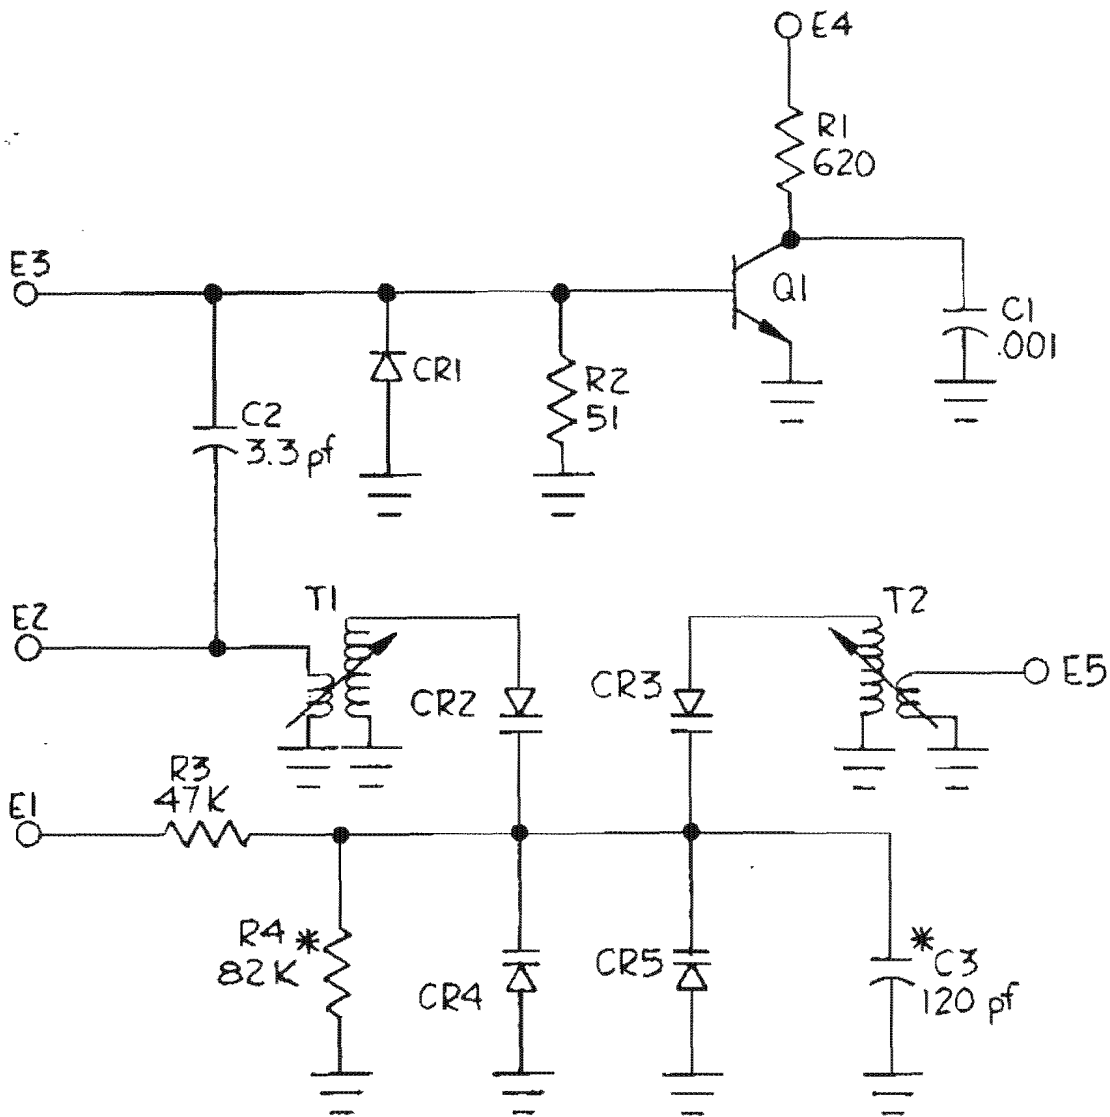 E4
R1
620
E3
Q1
C1
.001
CR1
R2
51
C2
3.3 pf
E2
T1
T2
E5
CR2
CR3
R3
47K
E1
R4 *
82K
CR4
CR5
* C3
120 pf